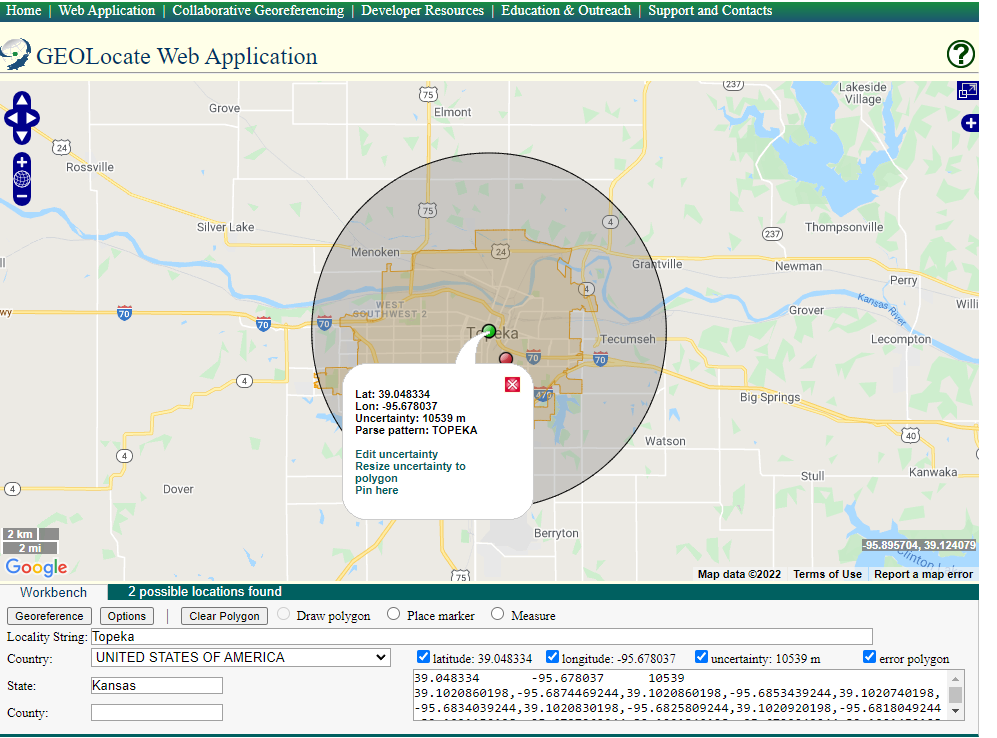 Home | Web Application | Collaborative Georeferencing | Developer Resources | Education & Outreach | Support and Contacts
GEOLocate Web Application
?
75
237
Lakeside
Village
Grove
Elmont
24
Rossville
75
4
Silver Lake
237
Thompsonville
Menoken
24
Grantville
Newman
4
Perry
WEST
SOUTHWEST 2
Kansas River
70
70
70
Grover
Topeka
Tecumseh
Lecompton
70
70
4
470
Big Springs
Lat: 39.048334
Lon: -95.678037
Uncertainty: 10539 m
Parse pattern: TOPEKA
Edit uncertainty
Resize uncertainty to
polygon
Pin here
Watson
40
4
Stull
Kanwaka
4
Dover
2 km
2 mi
Berryton
-95.895704, 39.124079
Clinton L
Google
75
Map data ©2022 Terms of Use Report a map error
Workbench 2 possible locations found
Georeference Options | Clear Polygon Draw polygon Place marker Measure
Locality String: Topeka
Country: UNITED STATES OF AMERICA latitude: 39.048334 longitude: -95.678037 uncertainty: 10539 m error polygon
State: Kansas
County:
39.048334 -95.678037 10539
39.1020860198,-95.6874469244,39.1020860198,-95.6853439244,39.1020740198,
-95.6834039244,39.1020830198,-95.6825809244,39.1020920198,-95.6818049244